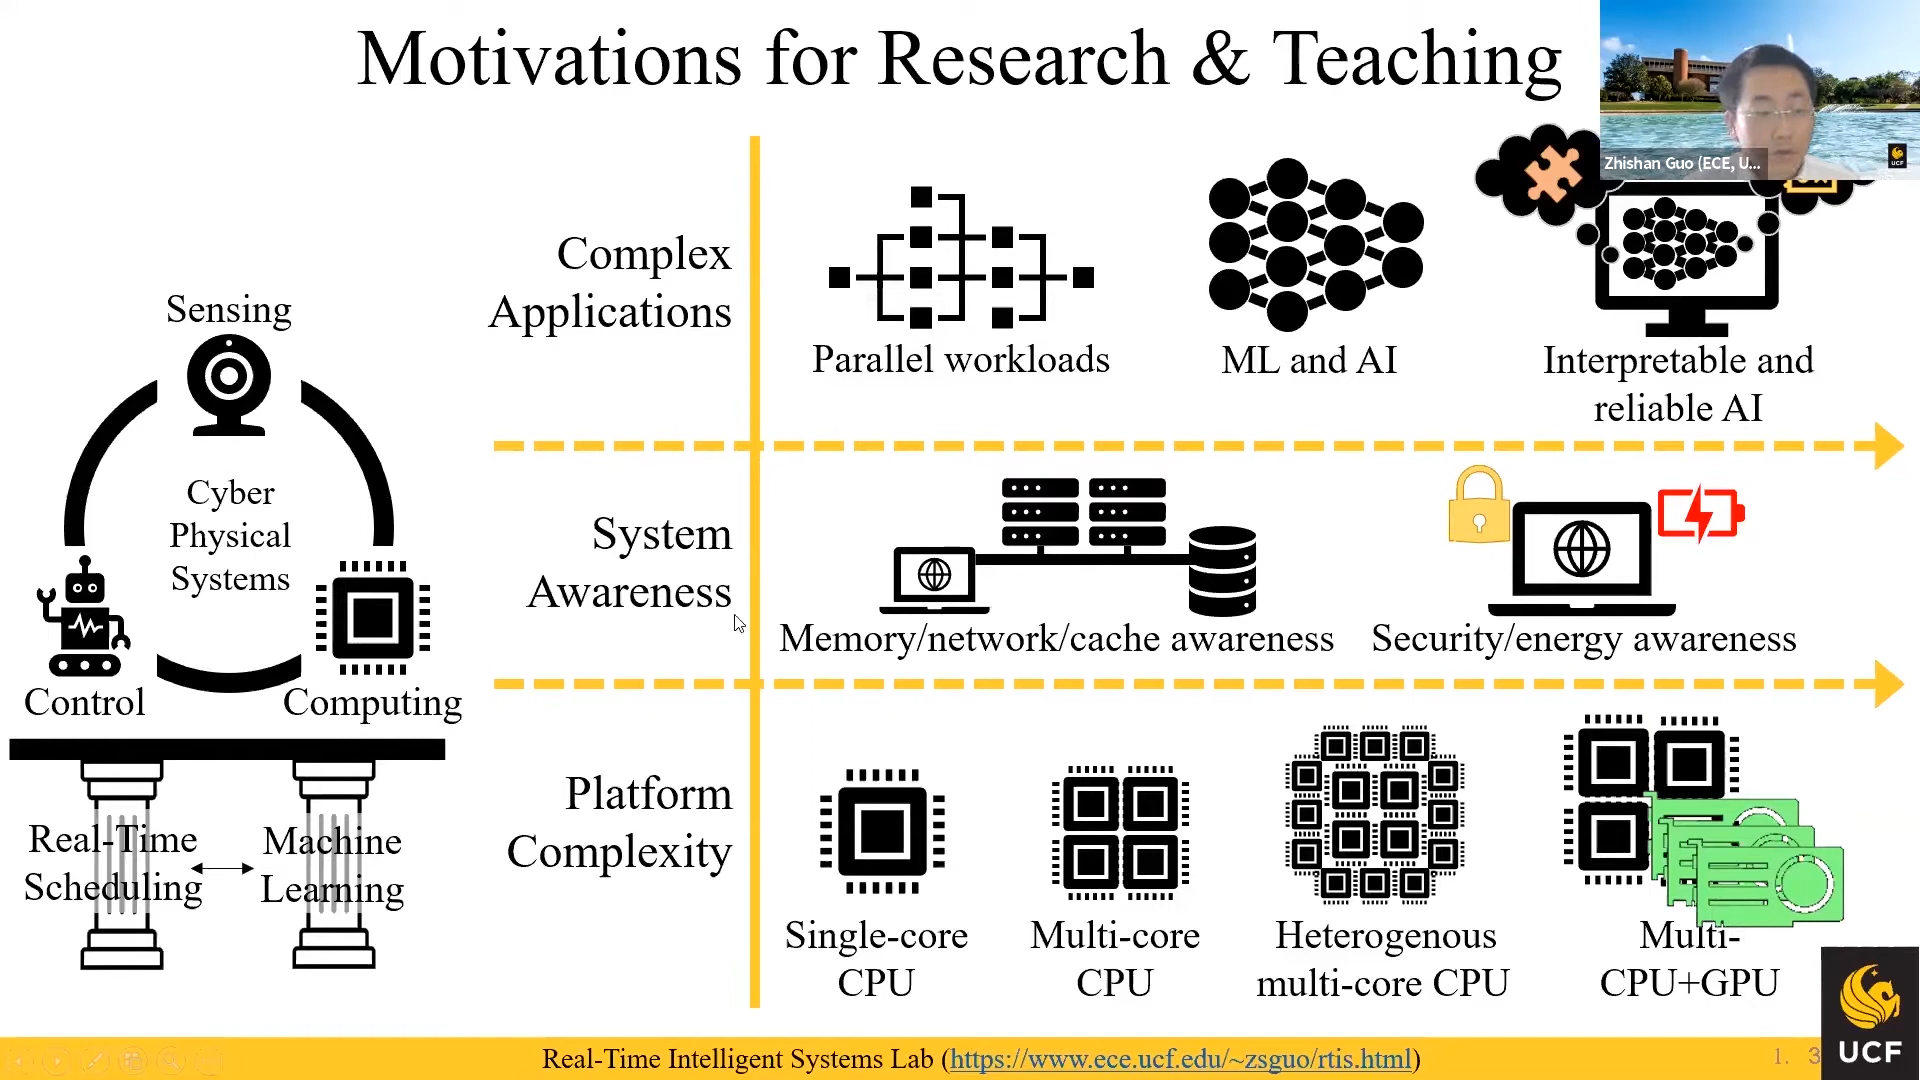 Motivations for Research & Teaching
Zhishan Guo (ECE, U...
UCF
Sensing
Cyber
Physical
Systems
Control
Computing
Real-Time
Scheduling
Machine
Learning
Complex
Applications
Parallel workloads
ML and AI
Interpretable and
reliable AI
System
Awareness
Memory/network/cache awareness
Security/energy awareness
Platform
Complexity
Single-core
CPU
Multi-core
CPU
Heterogenous
multi-core CPU
Multi-
CPU+GPU
Real-Time Intelligent Systems Lab (https://www.ece.ucf.edu/~zsguo/rtis.html)
1. 3
UCF